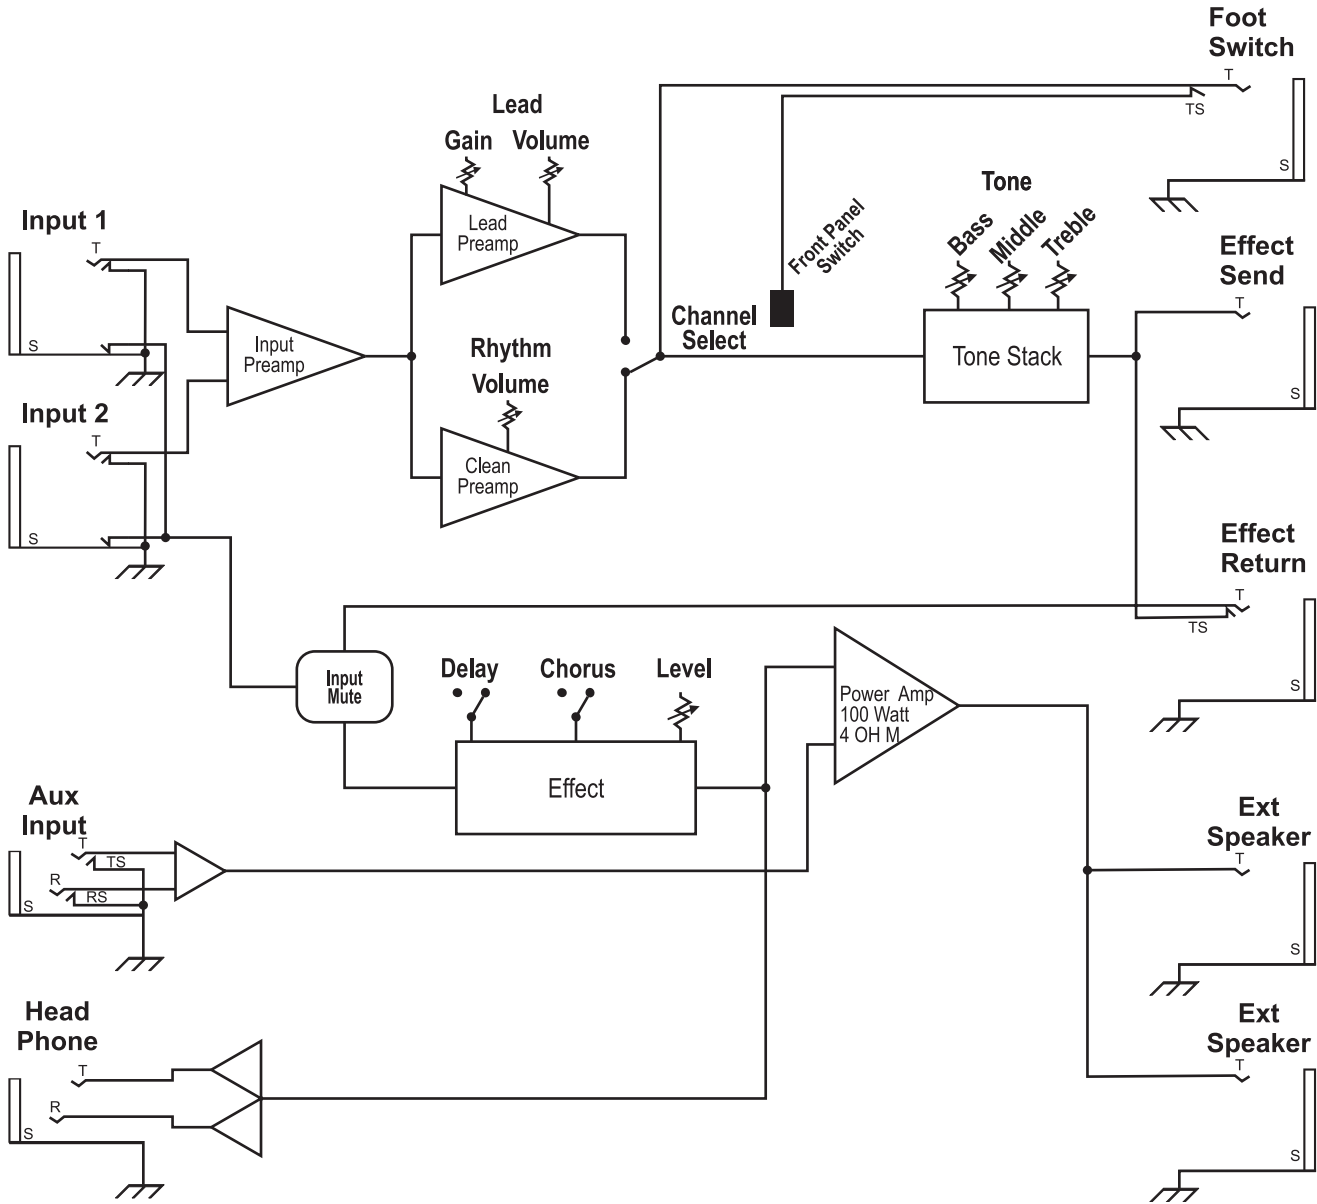 Foot
Switch
T
TS
S
Lead
Gain Volume
Lead
Preamp
Input 1
T
S
Input
Preamp
Rhythm
Volume
Clean
Preamp
Input 2
T
S
Channel
Select
Front Panel
Switch
Tone
Bass
Middle
Treble
Tone Stack
Effect
Send
T
S
Effect
Return
T
TS
S
Input
Mute
Delay Chorus Level
Effect
Power Amp
100 Watt
4 OH M
Aux
Input
T
TS
R
RS
S
Ext
Speaker
T
S
Head
Phone
T
R
S
Ext
Speaker
T
S